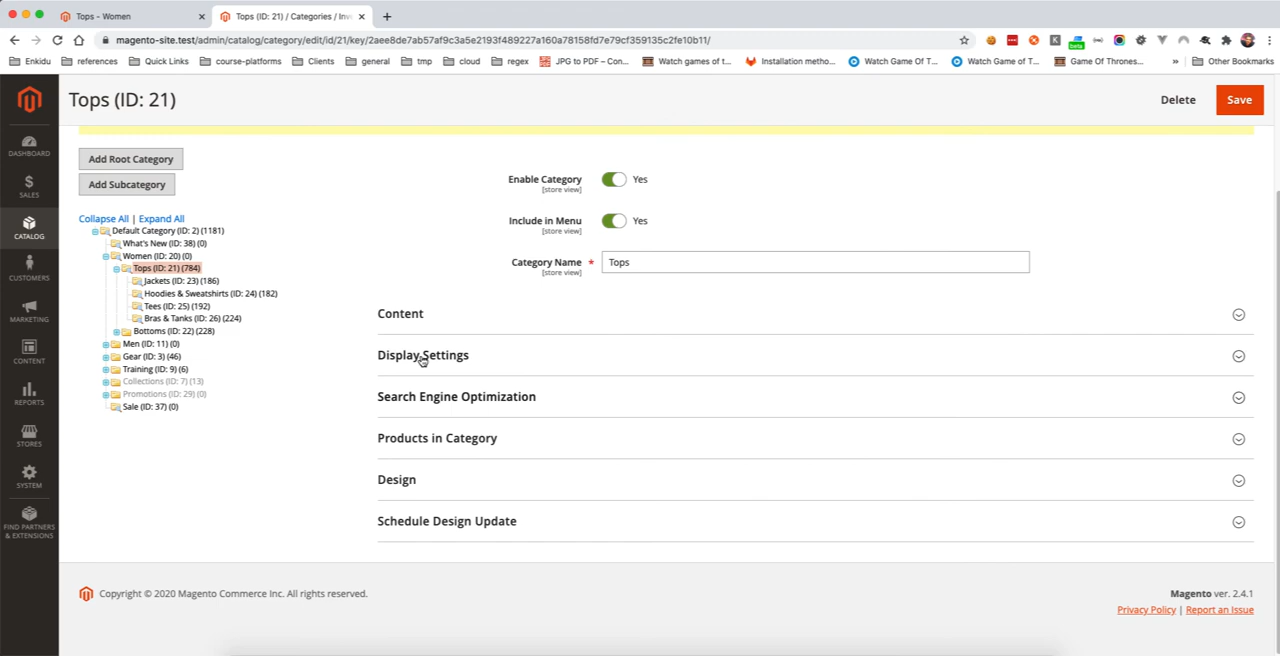 Tops - Women
Tops (ID: 21) / Categories / Inv
magento-site.test/admin/catalog/category/edit/id/21/key/2aee8de7ab57af9c3a5e2193f489227a160a78158fd7e79cf359135c2fe10b11/
beta
Enkidu
references
Quick Links
course-platforms
Clients
general
tmp
cloud
regex
JPG to PDF – Con...
Watch games of t...
Installation metho...
Watch Game Of T...
Watch Game of T...
Game Of Thrones...
»
Other Bookmarks
Tops (ID: 21)
Delete
Save
DASHBOARD
SALES
CATALOG
CUSTOMERS
MARKETING
CONTENT
REPORTS
STORES
SYSTEM
FIND PARTNERS
& EXTENSIONS
Add Root Category
Add Subcategory
Collapse All | Expand All
Default Category (ID: 2) (1181)
What's New (ID: 38) (0)
Women (ID: 20) (0)
Tops (ID: 21) (784)
Jackets (ID: 23) (186)
Hoodies & Sweatshirts (ID: 24) (182)
Tees (ID: 25) (192)
Bras & Tanks (ID: 26) (224)
Bottoms (ID: 22) (228)
Men (ID: 11) (0)
Gear (ID: 3) (46)
Training (ID: 9) (6)
Collections (ID: 7) (13)
Promotions (ID: 29) (0)
Sale (ID: 37) (0)
Enable Category
[store view]
Yes
Include in Menu
[store view]
Yes
Category Name *
[store view]
Tops
Content
Display Settings
Search Engine Optimization
Products in Category
Design
Schedule Design Update
Copyright © 2020 Magento Commerce Inc. All rights reserved.
Magento ver. 2.4.1
Privacy Policy | Report an Issue